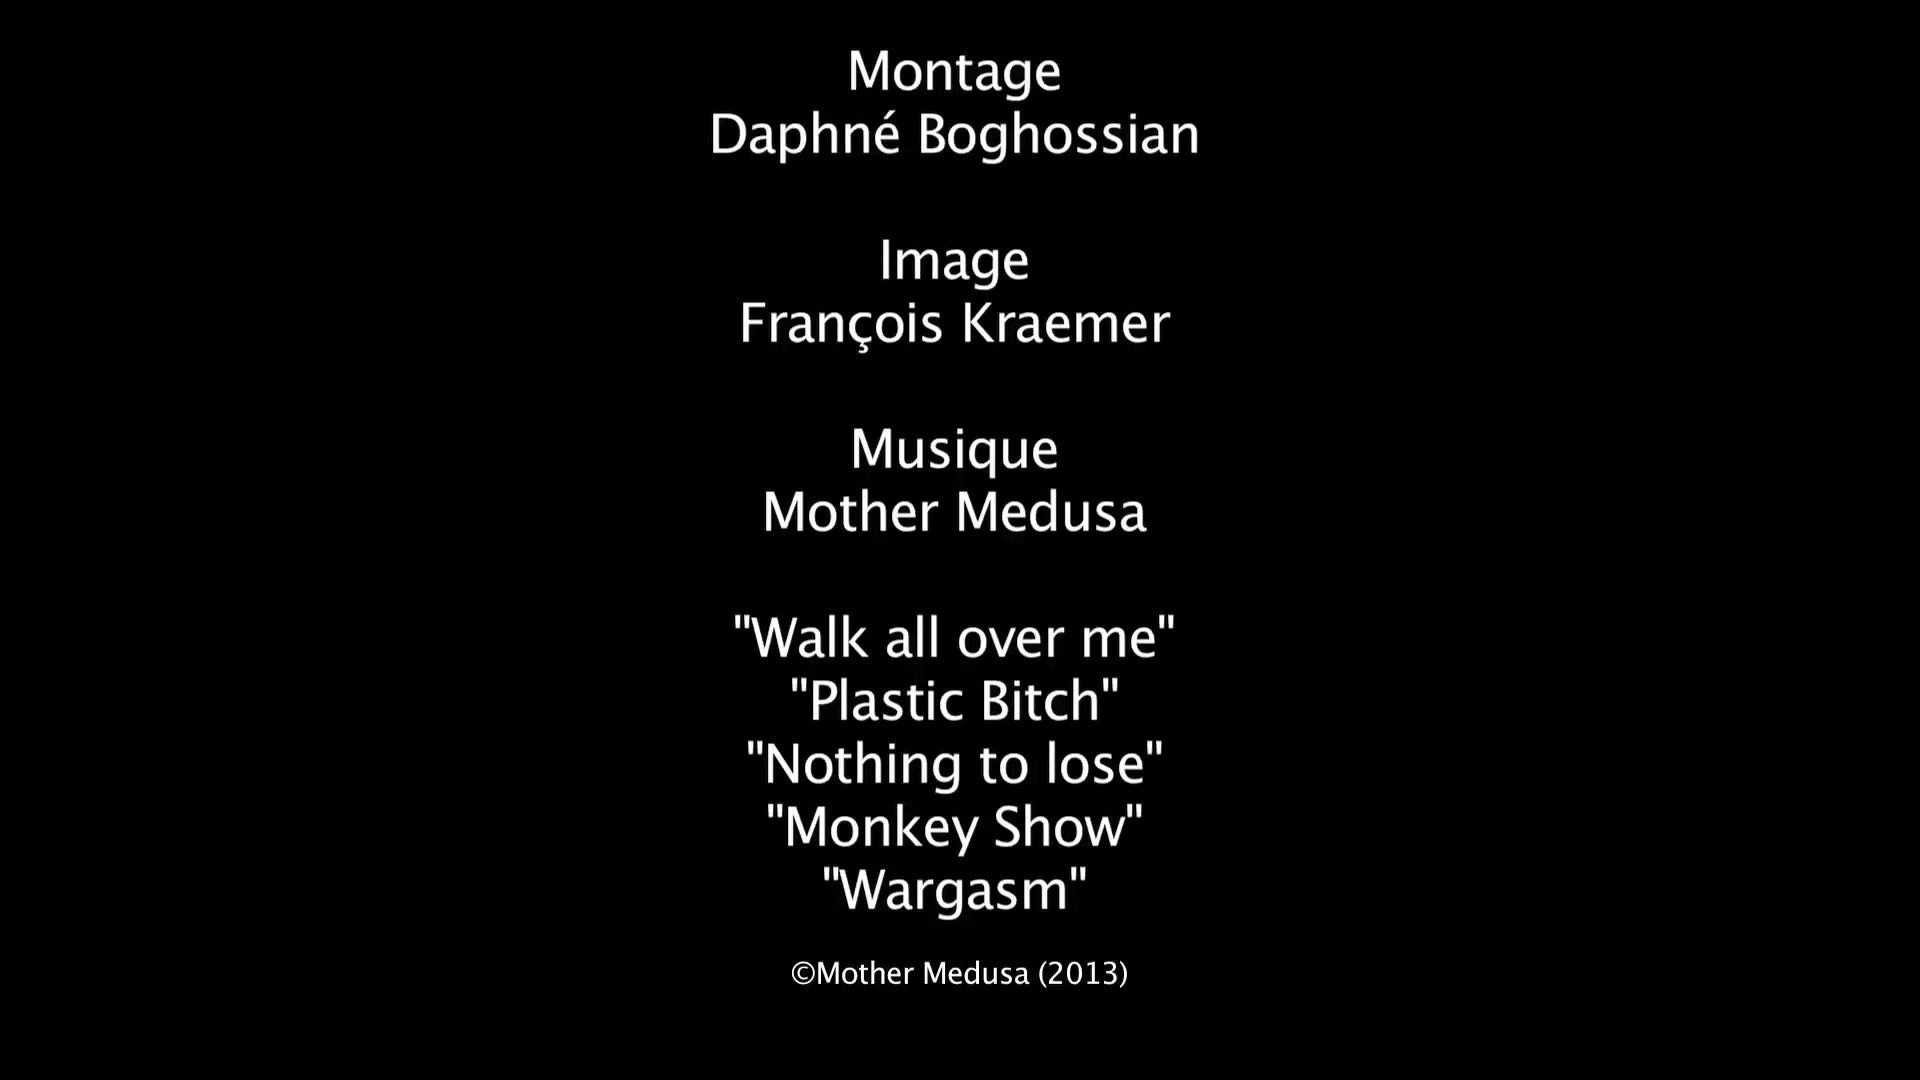 Montage
Daphné Boghossian
Image
François Kraemer
Musique
Mother Medusa
"Walk all over me"
"Plastic Bitch"
"Nothing to lose"
"Monkey Show"
"Wargasm"
©Mother Medusa (2013)